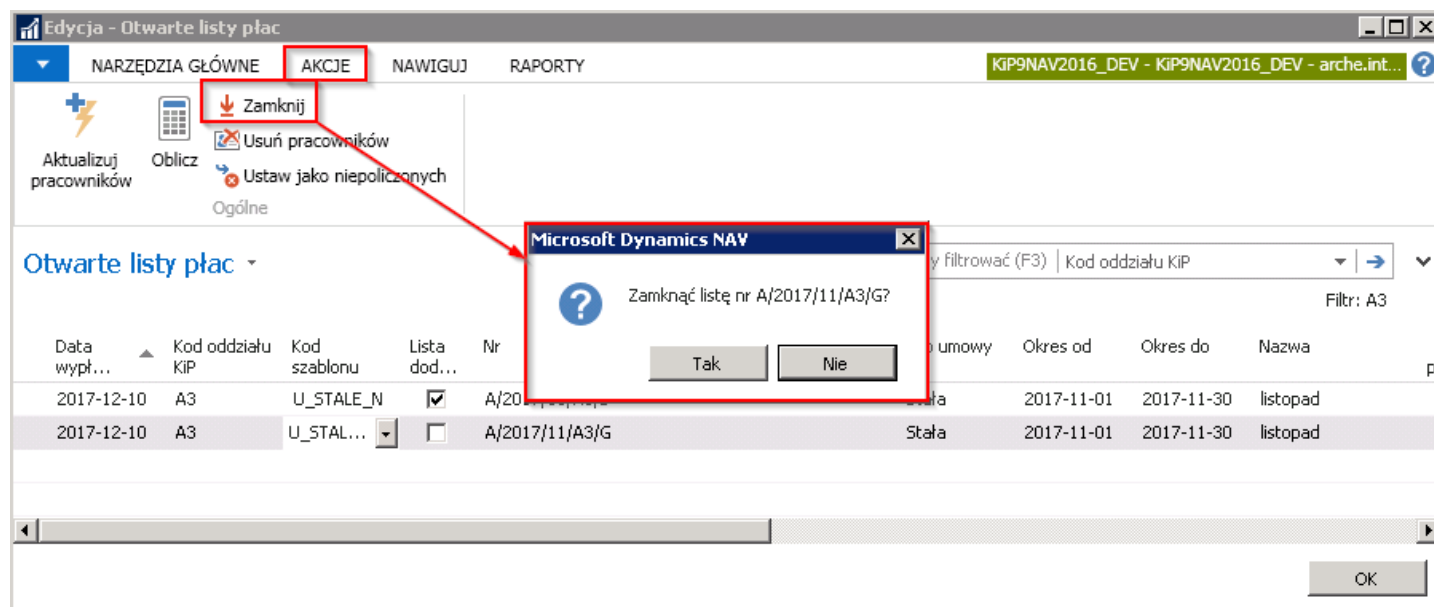 Edycja - Otwarte listy płac
NARZĘDZIA GŁÓWNE AKCJE NAWIGUJ RAPORTY KiP9NAV2016_DEV - KiP9NAV2016_DEV - arche.int... ?
Zamknij
Usuń pracowników
Ustaw jako niepoliczonych
Aktualizuj pracowników
Oblicz
Ogólne
Microsoft Dynamics NAV
Zamknąć listę nr A/2017/11/A3/G?
Tak Nie
Otwarte listy płac
y filtrować (F3) Kod oddziału KiP
Filtr: A3
Data wypł... Kod oddziału KiP Kod szablonu Lista dod... Nr umowy Okres od Okres do Nazwa
2017-12-10 A3 U_STALE_N A/20 Stała 2017-11-01 2017-11-30 listopad
2017-12-10 A3 U_STAL... A/2017/11/A3/G Stała 2017-11-01 2017-11-30 listopad
OK